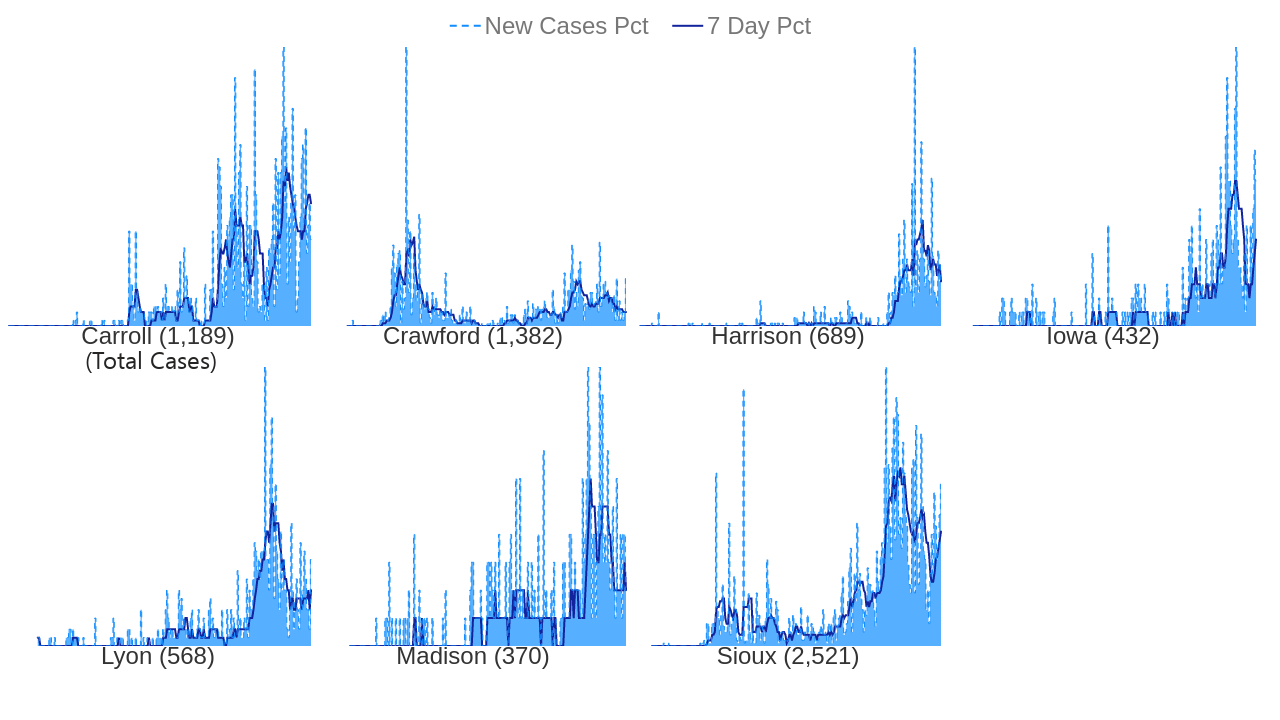 New Cases Pct 7 Day Pct
Carroll (1,189)
(Total Cases)
Crawford (1,382)
Harrison (689)
Iowa (432)
Lyon (568)
Madison (370)
Sioux (2,521)